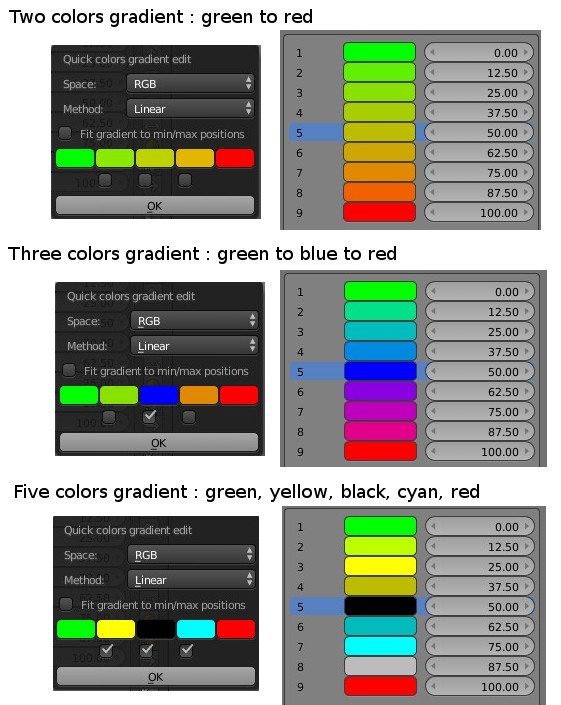 Two colors gradient : green to red
Quick colors gradient edit
Space: RGB
Method: Linear
Fit gradient to min/max positions
OK
1 0.00
2 12.50
3 25.00
4 37.50
5 50.00
6 62.50
7 75.00
8 87.50
9 100.00
Three colors gradient : green to blue to red
Quick colors gradient edit
Space: RGB
Method: Linear
Fit gradient to min/max positions
OK
1 0.00
2 12.50
3 25.00
4 37.50
5 50.00
6 62.50
7 75.00
8 87.50
9 100.00
Five colors gradient : green, yellow, black, cyan, red
Quick colors gradient edit
Space: RGB
Method: Linear
Fit gradient to min/max positions
OK
1 0.00
2 12.50
3 25.00
4 37.50
5 50.00
6 62.50
7 75.00
8 87.50
9 100.00